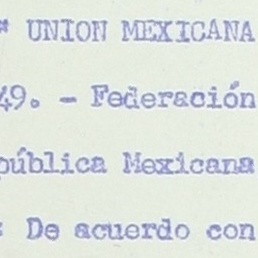 " UNION MEXICANA
49. - Federación
pública Mexicana
: De acuerdo con